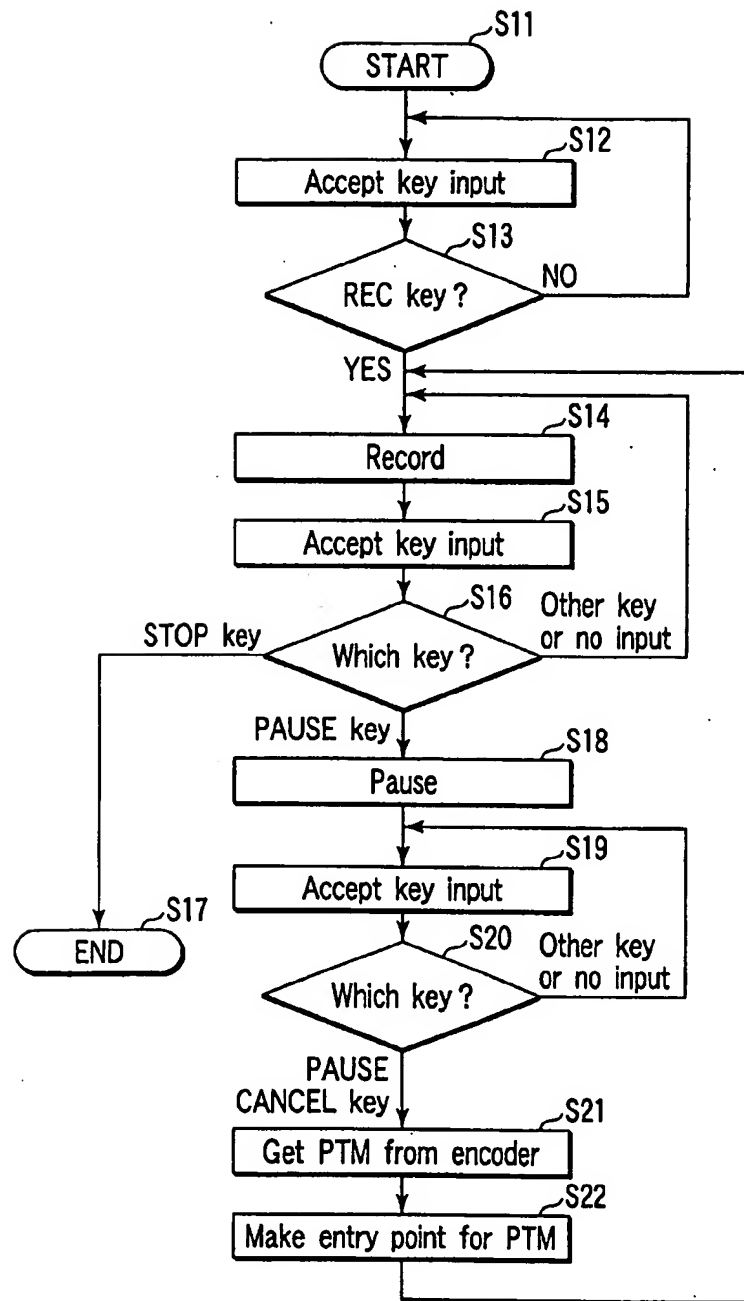 S11
START
S12
Accept key input
S13
REC key?
NO
YES
S14
Record
S15
Accept key input
S16
Other key
or no input
STOP key
Which key?
PAUSE key
S18
Pause
S19
Accept key input
S17
END
S20
Other key
or no input
Which key?
PAUSE
CANCEL key
S21
Get PTM from encoder
S22
Make entry point for PTM